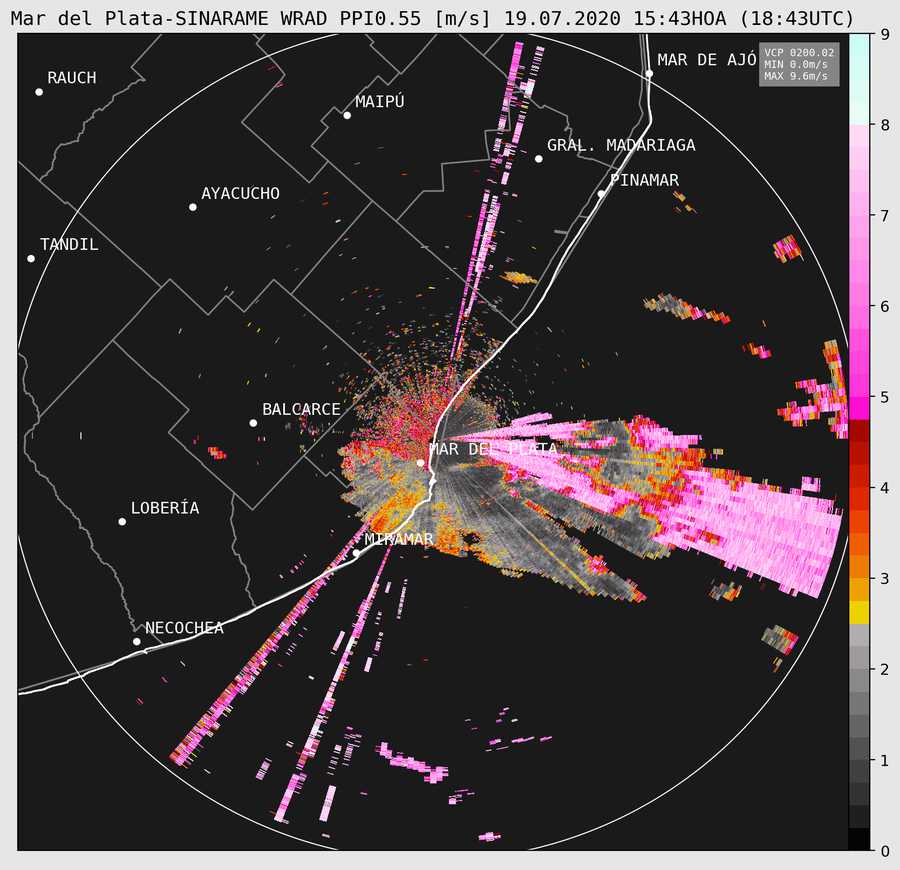 Mar del Plata-SINARAME WRAD PPI0.55 [m/s] 19.07.2020 15:43HOA (18:43UTC)
9
VCP 0200.02
MIN 0.0m/s
MAX 9.6m/s
MAR DE AJÓ
RAUCH
MAIPÚ
8
GRAL. MADARIAGA
PINAMAR
AYACUCHO
7
TANDIL
6
5
BALCARCE
MAR DEL PLATA
4
LOBERÍA
MIRAMAR
3
NECOCHEA
2
1
0